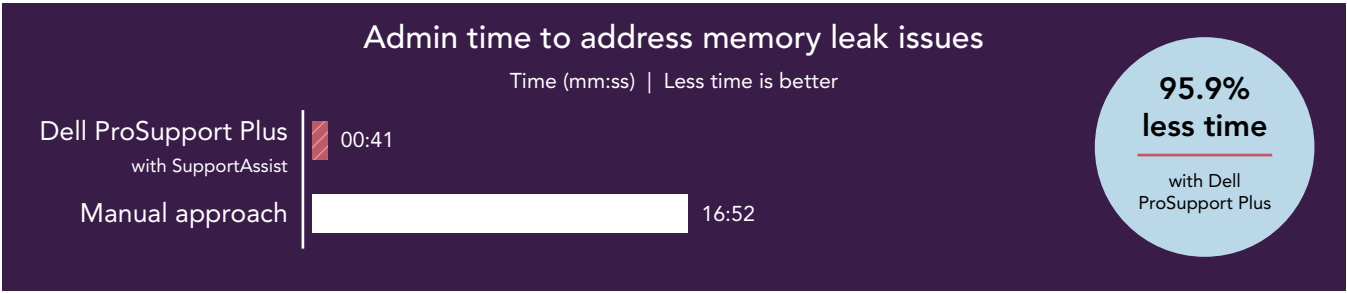 Admin time to address memory leak issues
Time (mm:ss) | Less time is better
Dell ProSupport Plus
with SupportAssist
00:41
Manual approach
16:52
95.9%
less time
with Dell
ProSupport Plus